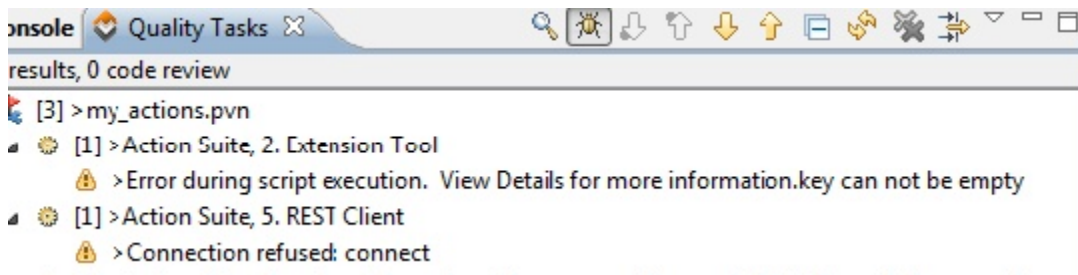 onsole Quality Tasks
results, 0 code review
[3] >my_actions.pvn
[1] >Action Suite, 2. Extension Tool
>Error during script execution.  View Details for more information.key can not be empty
[1] >Action Suite, 5. REST Client
>Connection refused: connect